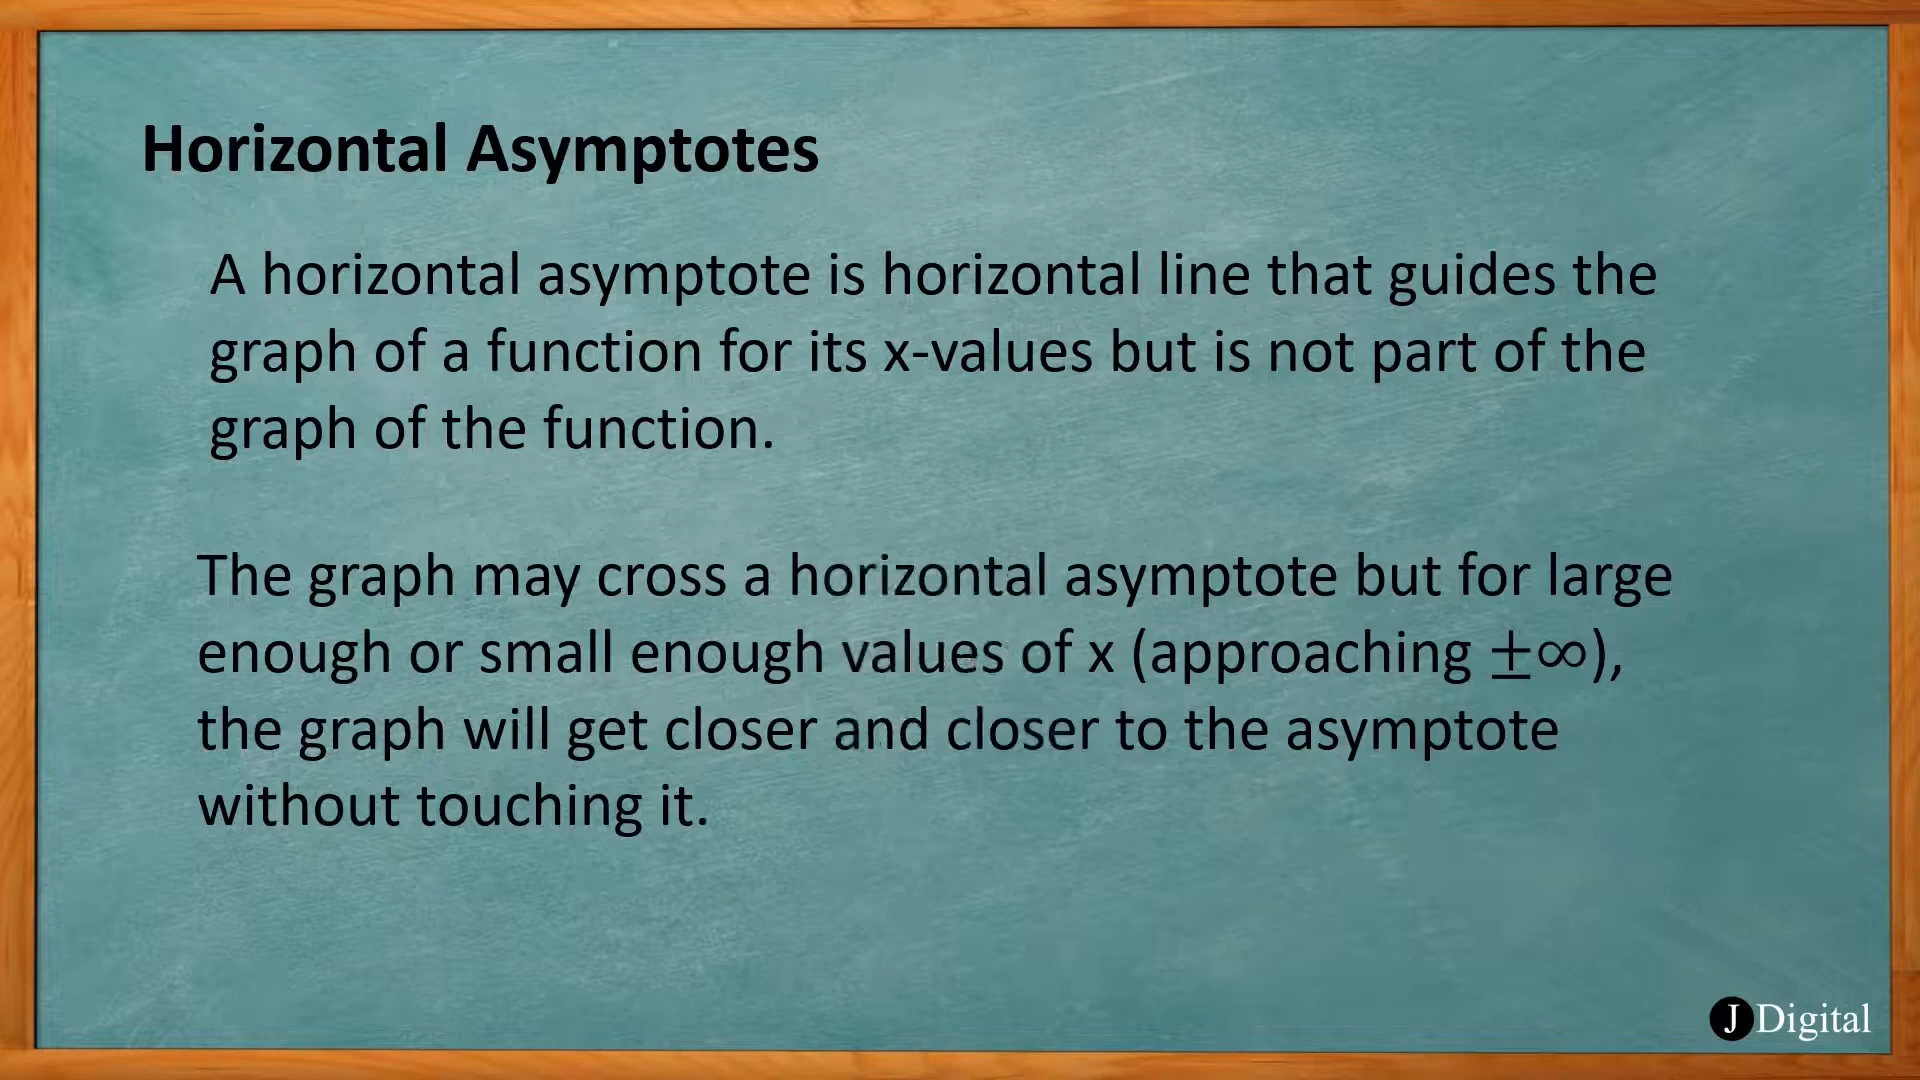 Horizontal Asymptotes
A horizontal asymptote is horizontal line that guides the
graph of a function for its x-values but is not part of the
graph of the function.
The graph may cross a horizontal asymptote but for large
enough or small enough values of x (approaching ±∞),
the graph will get closer and closer to the asymptote
without touching it.
J Digital